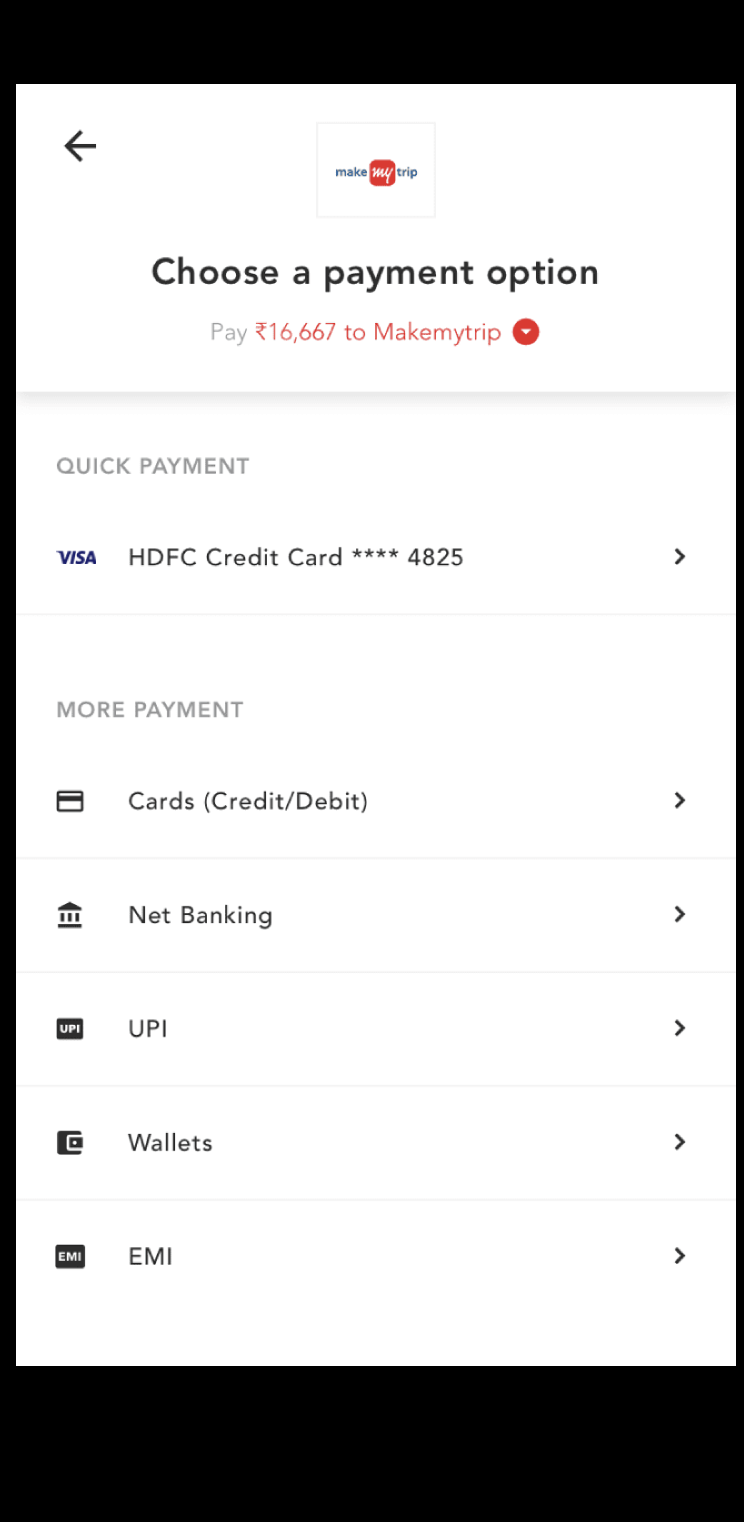 make my trip
Choose a payment option
Pay ₹16,667 to Makemytrip
QUICK PAYMENT
VISA HDFC Credit Card **** 4825
MORE PAYMENT
Cards (Credit/Debit)
Net Banking
UPI UPI
Wallets
EMI EMI